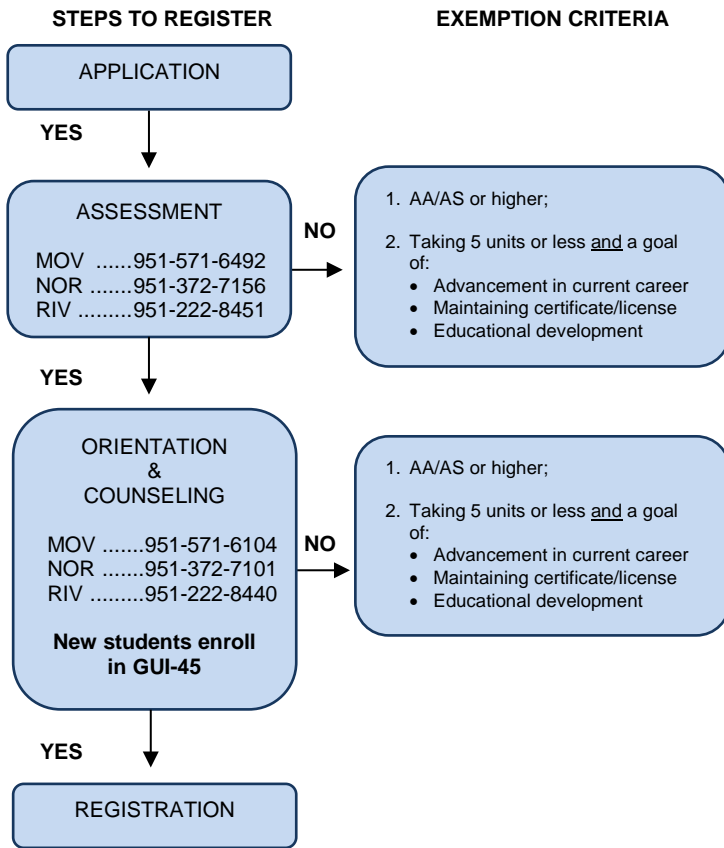 STEPS TO REGISTER
EXEMPTION CRITERIA
APPLICATION
YES
ASSESSMENT
MOV ......951-571-6492
NOR ......951-372-7156
RIV .........951-222-8451
NO
1. AA/AS or higher;
2. Taking 5 units or less and a goal
of:
• Advancement in current career
• Maintaining certificate/license
• Educational development
YES
ORIENTATION
&
COUNSELING
MOV .......951-571-6104
NOR .......951-372-7101
RIV .........951-222-8440
New students enroll
in GUI-45
NO
1. AA/AS or higher;
2. Taking 5 units or less and a goal
of:
• Advancement in current career
• Maintaining certificate/license
• Educational development
YES
REGISTRATION